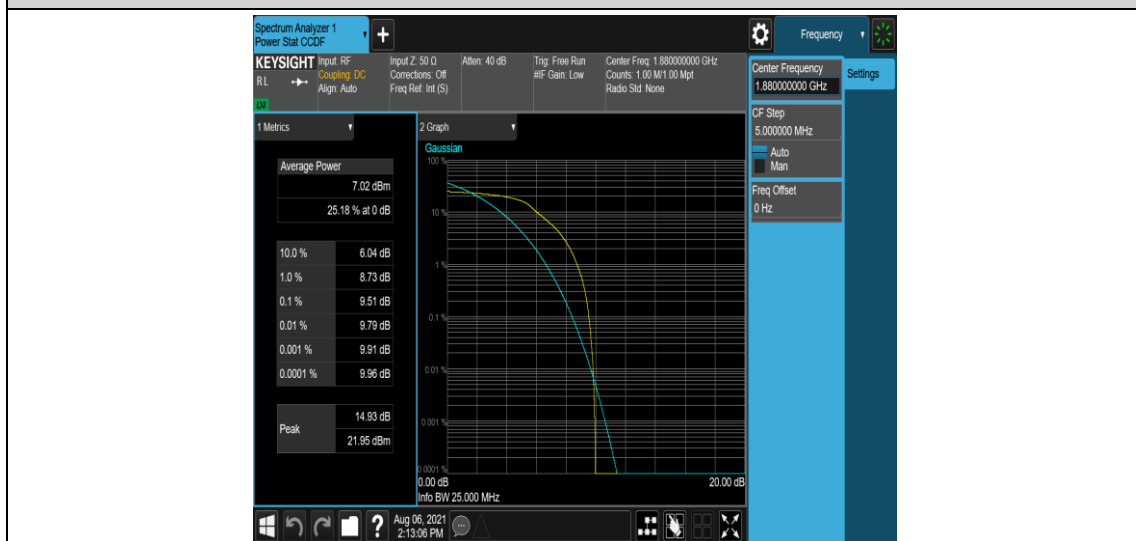 Spectrum Analyzer 1
Power Stat CCDF
+
Frequency
KEYSIGHT
RL
LXI
Input: RF
Coupling: DC
Align: Auto
Input Z: 50 Ω
Corrections: Off
Freq Ref: Int (S)
Atten: 40 dB
Trig: Free Run
#IF Gain: Low
Center Freq: 1.880000000 GHz
Counts: 1.00 M/1.00 Mpt
Radio Std: None
Center Frequency
1.880000000 GHz
Settings
CF Step
5.000000 MHz
Auto
Man
Freq Offset
0 Hz
1 Metrics
Average Power
7.02 dBm
25.18 % at 0 dB
10.0 % 6.04 dB
1.0 % 8.73 dB
0.1 % 9.51 dB
0.01 % 9.79 dB
0.001 % 9.91 dB
0.0001 % 9.96 dB
Peak
14.93 dB
21.95 dBm
2 Graph
Gaussian
100 %
10 %
1 %
0.1 %
0.01 %
0.001 %
0.0001 %
0.00 dB 20.00 dB
Info BW 25.000 MHz
?
Aug 06, 2021
2:13:06 PM